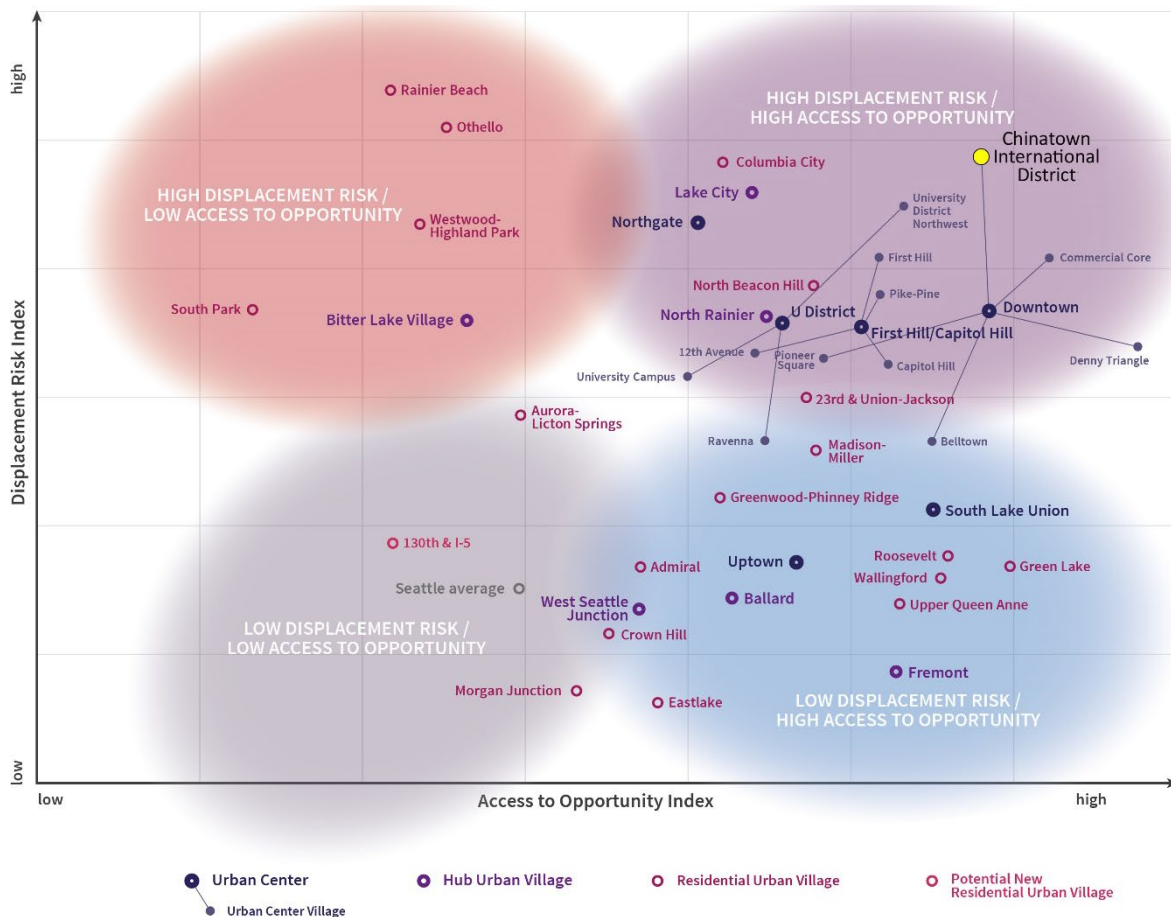 high
Displacement Risk Index
low
HIGH DISPLACEMENT RISK /
LOW ACCESS TO OPPORTUNITY
Rainier Beach
Othello
Westwood-
Highland Park
South Park
Bitter Lake Village
HIGH DISPLACEMENT RISK /
HIGH ACCESS TO OPPORTUNITY
Chinatown
International
District
Columbia City
Lake City
Northgate
University
District
Northwest
First Hill
Commercial Core
North Beacon Hill
Pike-Pine
North Rainier
U District
Downtown
First Hill/Capitol Hill
12th Avenue
Pioneer
Square
Capitol Hill
Denny Triangle
University Campus
23rd & Union-Jackson
Aurora-
Licton Springs
Ravenna
Belltown
Madison-
Miller
Greenwood-Phinney Ridge
South Lake Union
130th & I-5
Seattle average
Admiral
Uptown
Roosevelt
Green Lake
Wallingford
West Seattle
Junction
Ballard
Upper Queen Anne
Crown Hill
LOW DISPLACEMENT RISK /
LOW ACCESS TO OPPORTUNITY
Morgan Junction
Eastlake
Fremont
LOW DISPLACEMENT RISK /
HIGH ACCESS TO OPPORTUNITY
low
Access to Opportunity Index
high
Urban Center
Urban Center Village
Hub Urban Village
Residential Urban Village
Potential New
Residential Urban Village